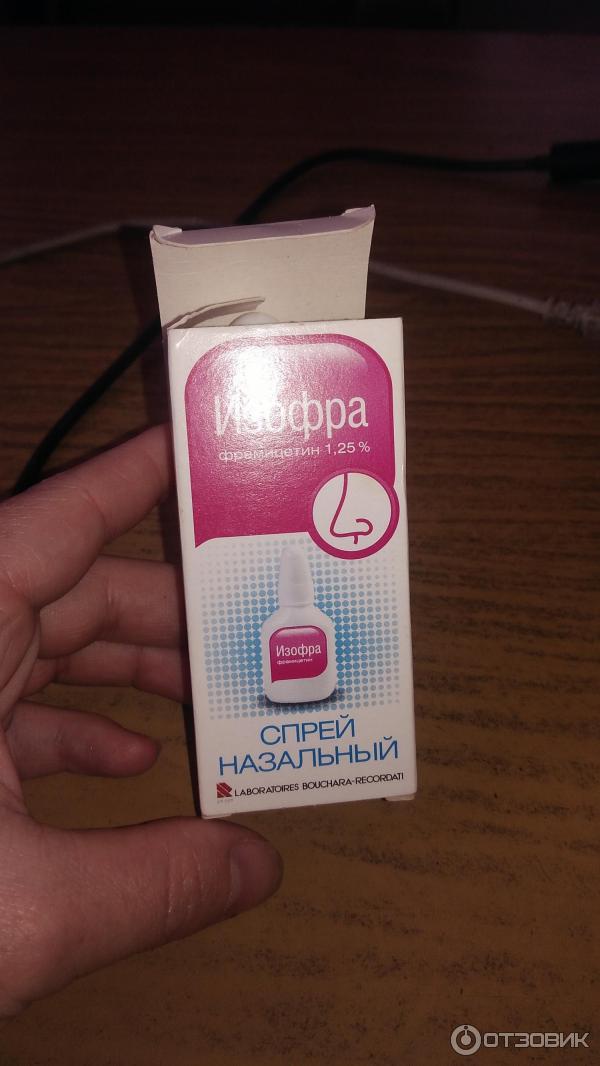 Изофра
фрамицетин 1,25 %
Изофра
фрамицетин
СПРЕЙ
НАЗАЛЬНЫЙ
LABORATOIRES BOUCHARA-RECORDATI
ОТЗОВИК